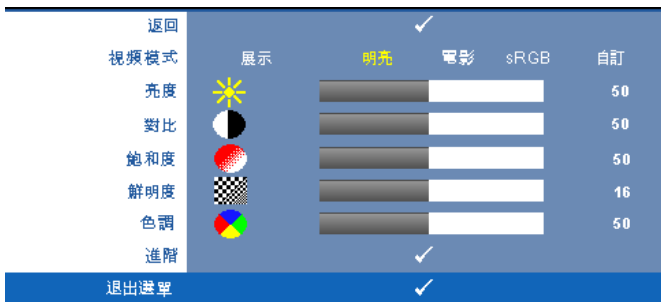 返回
視頻模式 展示 明亮 電影 sRGB 自訂
亮度 50
對比 50
飽和度 50
鮮明度 16
色調 50
進階
退出選單